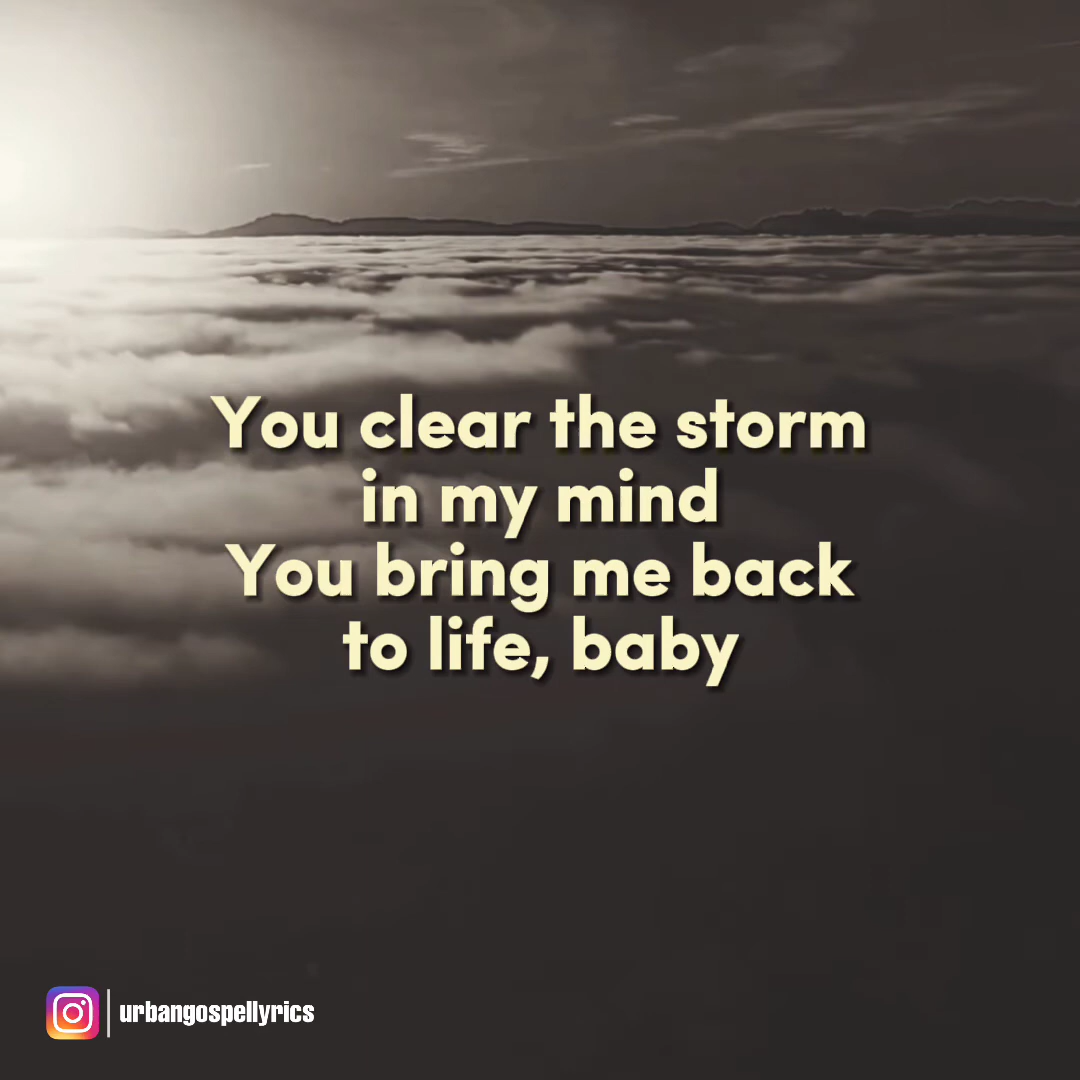 You clear the storm
in my mind
You bring me back
to life, baby
urbangospellyrics